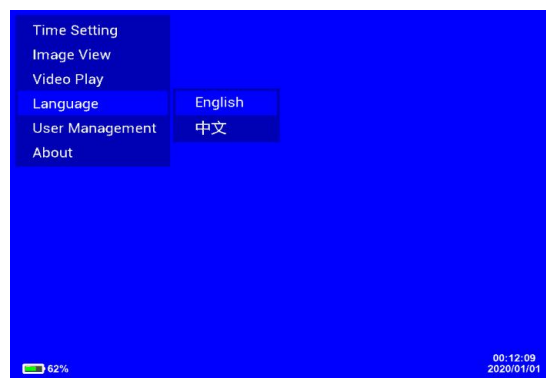 Time Setting
Image View
Video Play
Language
English
中文
User Management
About
62%
00:12:09
2020/01/01